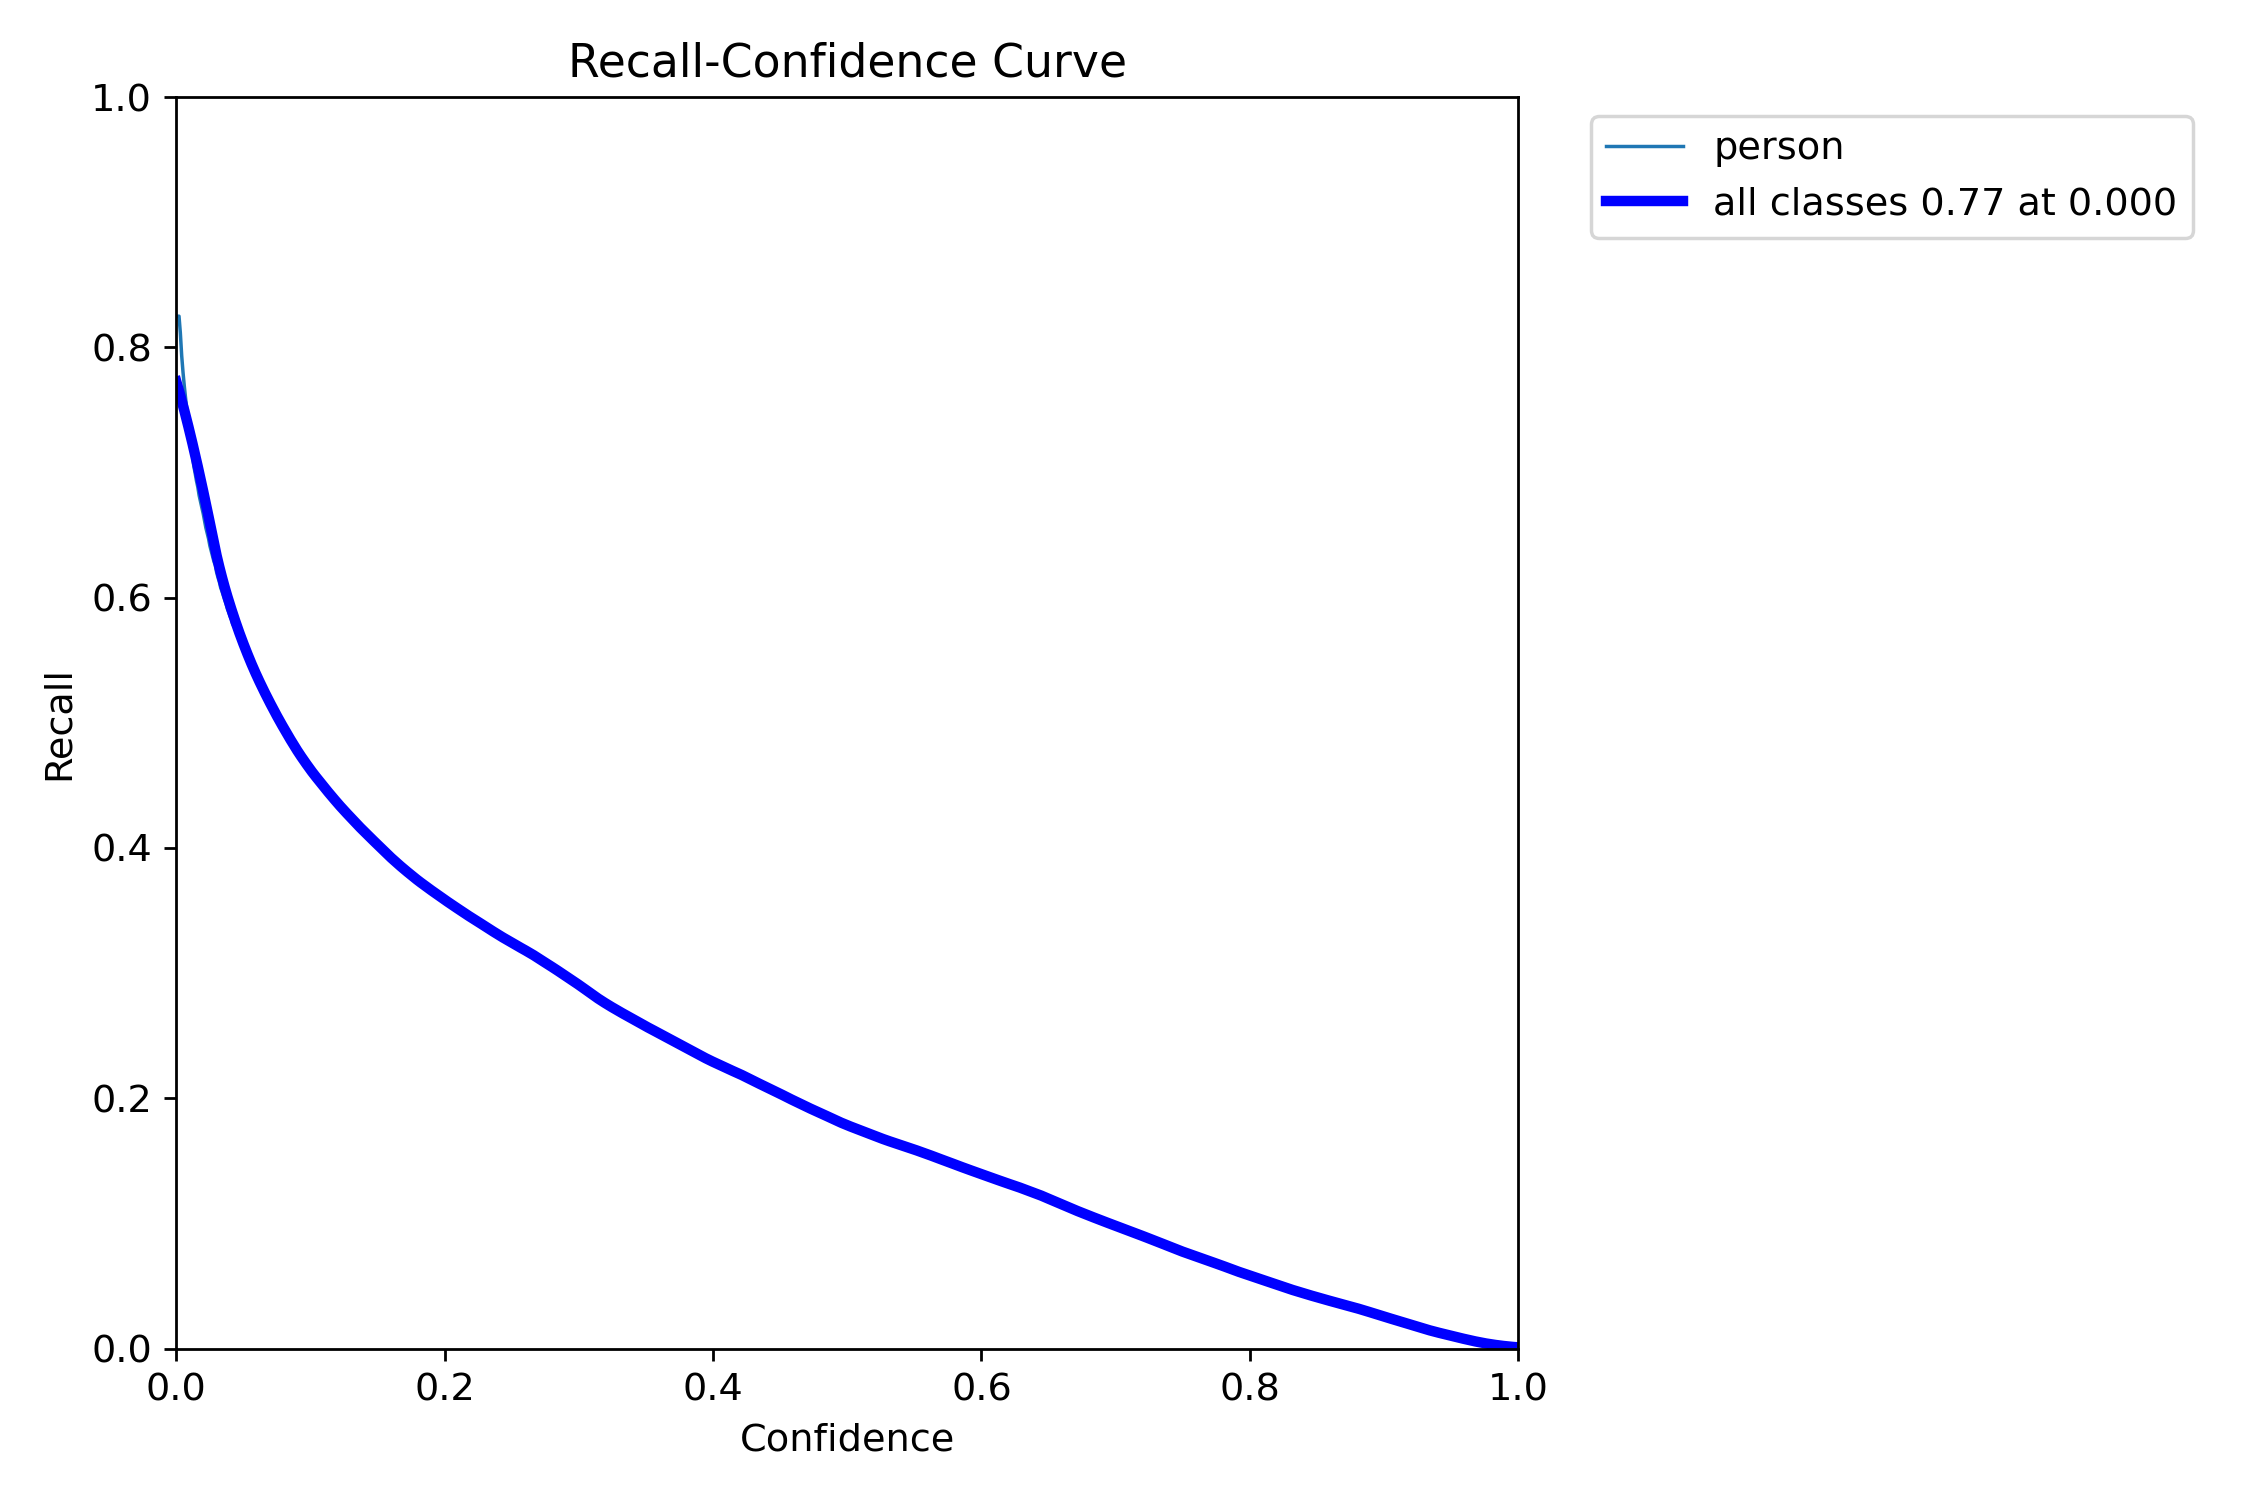 Recall-Confidence Curve
1.0
0.8
0.6
0.4
0.2
0.0
Recall
0.0 0.2 0.4 0.6 0.8 1.0
Confidence
person
all classes 0.77 at 0.000